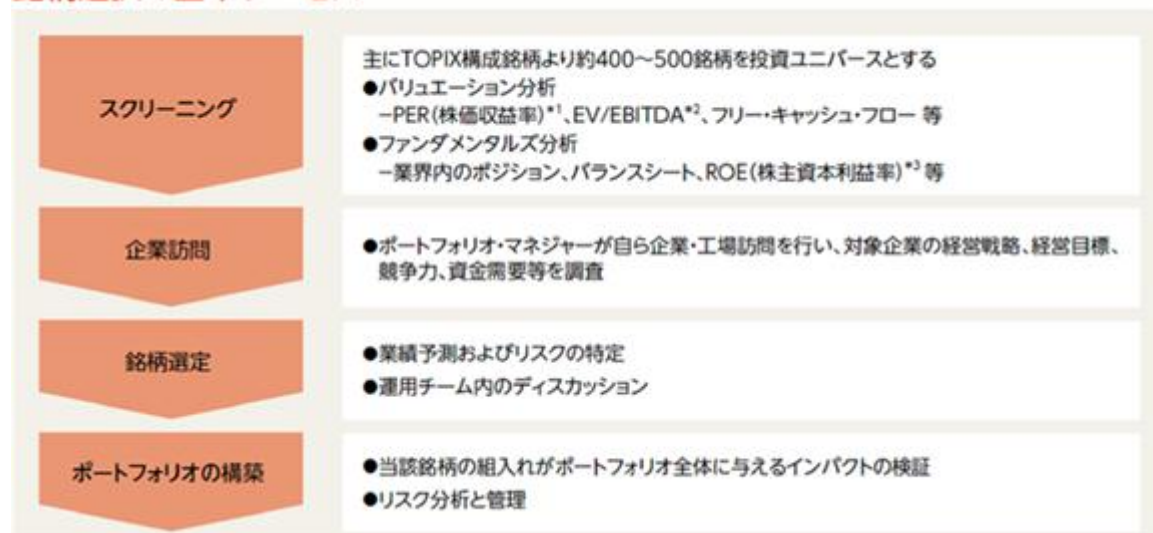 スクリーニング
主にTOPIX構成銘柄より約400~500銘柄を投資ユニバースとする
●バリュエーション分析
−PER(株価収益率)*1、EV/EBITDA*2、フリー・キャッシュ・フロー 等
●ファンダメンタルズ分析
−業界内のポジション、バランスシート、ROE(株主資本利益率)*3 等
企業訪問
●ポートフォリオ・マネジャーが自ら企業・工場訪問を行い、対象企業の経営戦略、経営目標、
競争力、資金需要等を調査
銘柄選定
●業績予測およびリスクの特定
●運用チーム内のディスカッション
ポートフォリオの構築
●当該銘柄の組入れがポートフォリオ全体に与えるインパクトの検証
●リスク分析と管理